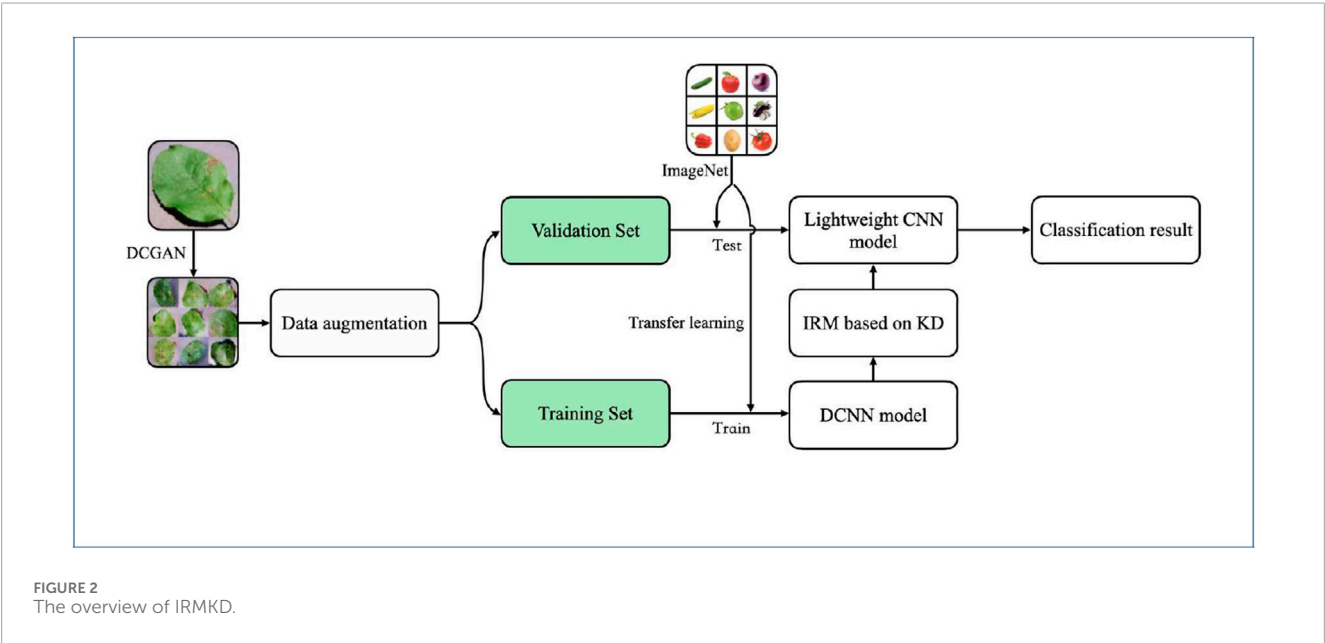 ImageNet
DCGAN
Validation Set
Test
Lightweight CNN
model
Classification result
Data augmentation
Transfer learning
IRM based on KD
Training Set
Train
DCNN model
FIGURE 2
The overview of IRMKD.